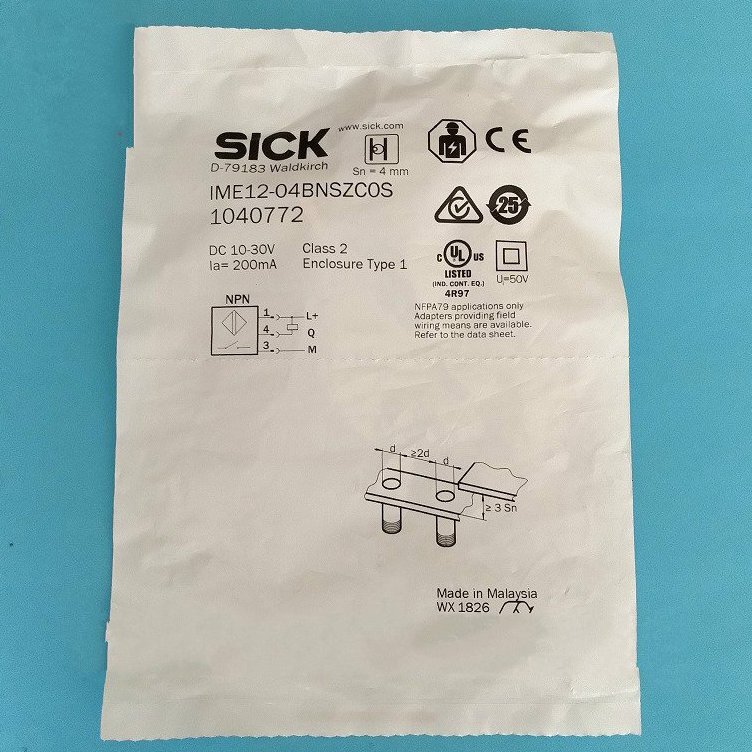 SICK
www.sick.com
D-79183 Waldkirch
Sn = 4 mm
CE
IME12-04BNSZC0S
1040772
25
DC 10-30V
Class 2
Ia= 200mA
Enclosure Type 1
C UL US
LISTED
(IND. CONT. EQ.)
4R97
Ui=50V
NFPA79 applications only
Adapters providing field
wiring means are available.
Refer to the data sheet.
NPN
1 L+
4 Q
3 M
d ≥2d d
≥ 3 Sn
Made in Malaysia
WX 1826